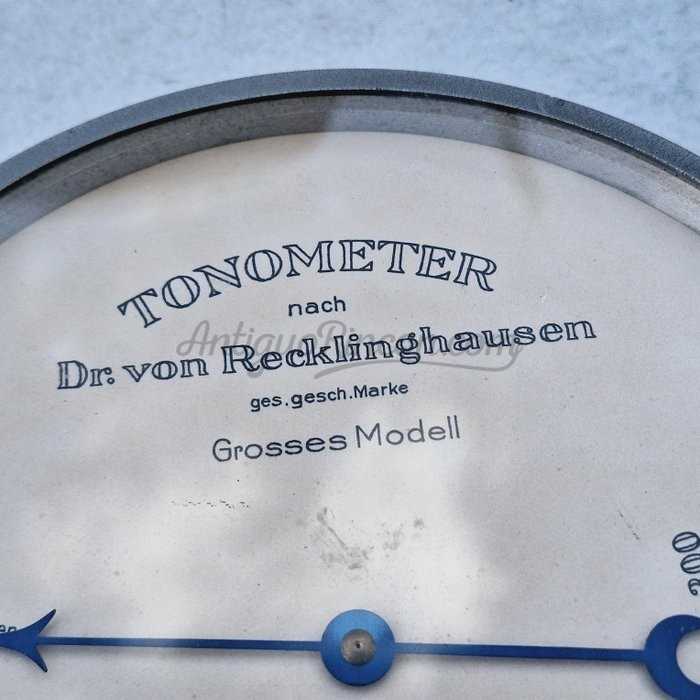 TONOMETER
nach
Dr. von Recklinghausen
ges.gesch.Marke
Grosses Modell